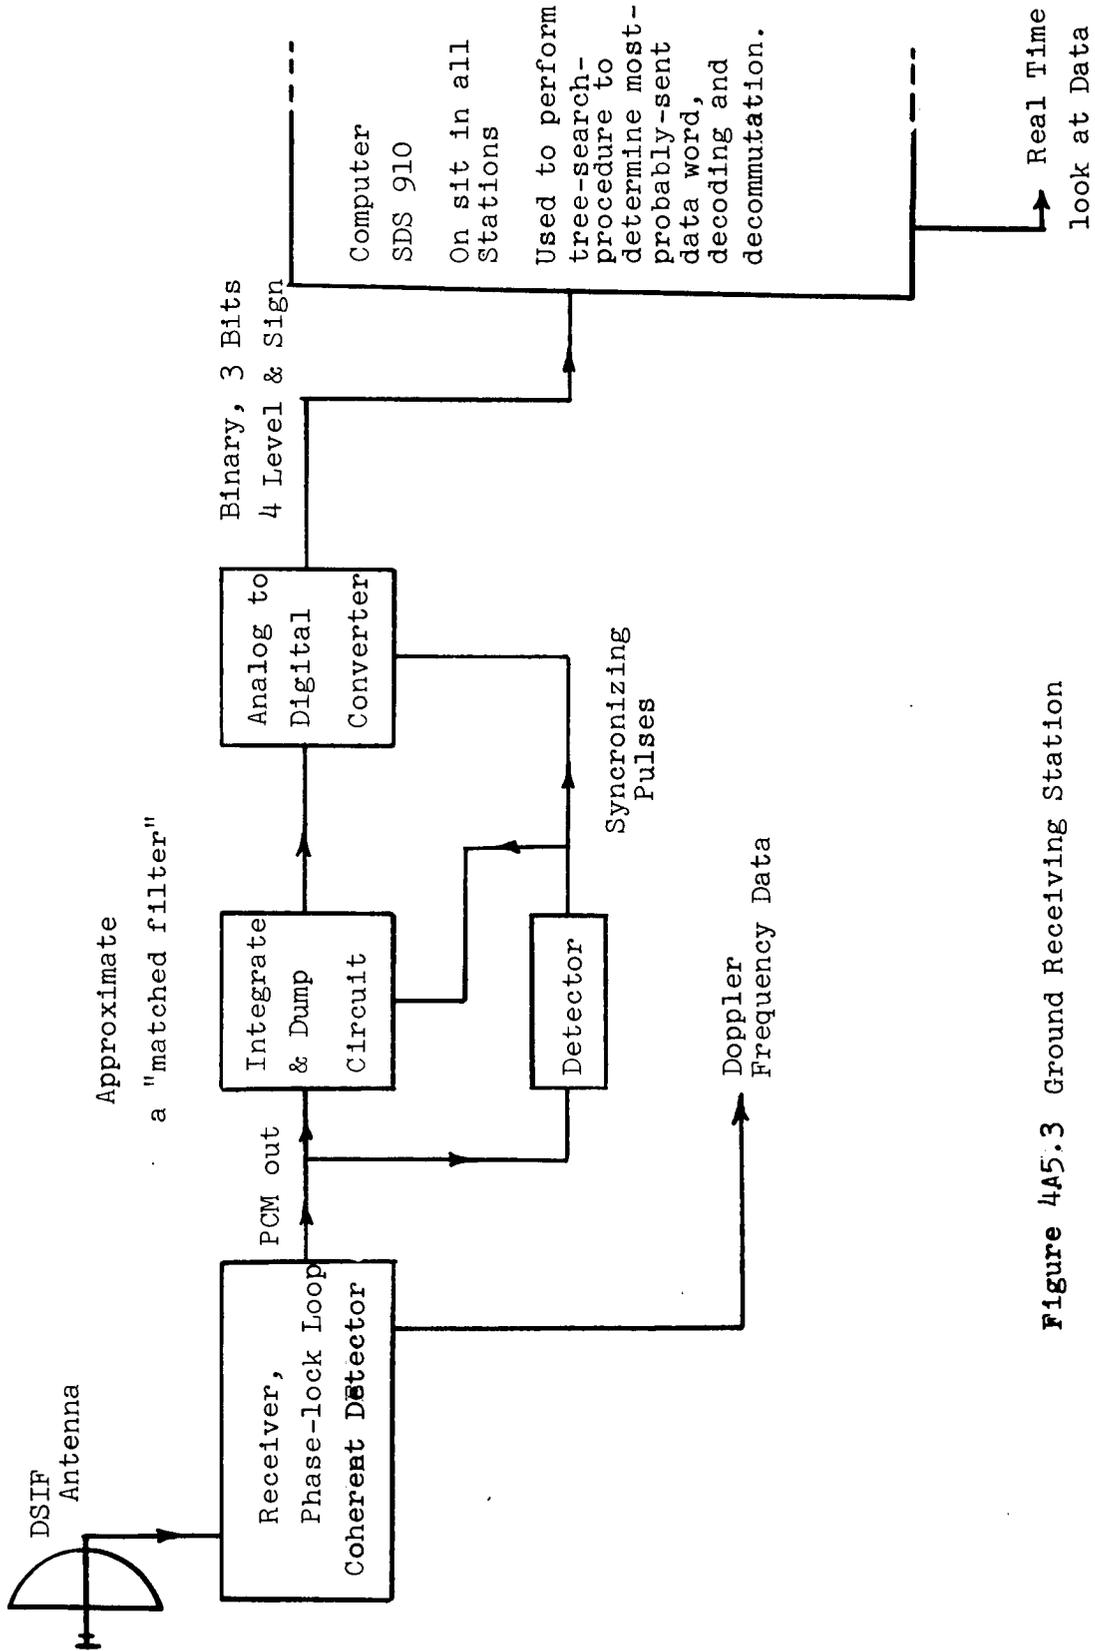 DSIF
Antenna
Receiver,
Phase-lock Loop
Coherent Detector
PCM out
Approximate
a "matched filter"
Integrate
& Dump
Circuit
Detector
Doppler
Frequency Data
Syncronizing
Pulses
Analog to
Digital
Converter
Binary, 3 Bits
4 Level & Sign
Computer
SDS 910
On sit in all
Stations
Used to perform
tree-search-
procedure to
determine most-
probably-sent
data word,
decoding and
decommutation.
Real Time
look at Data
Figure 4A5.3 Ground Receiving Station